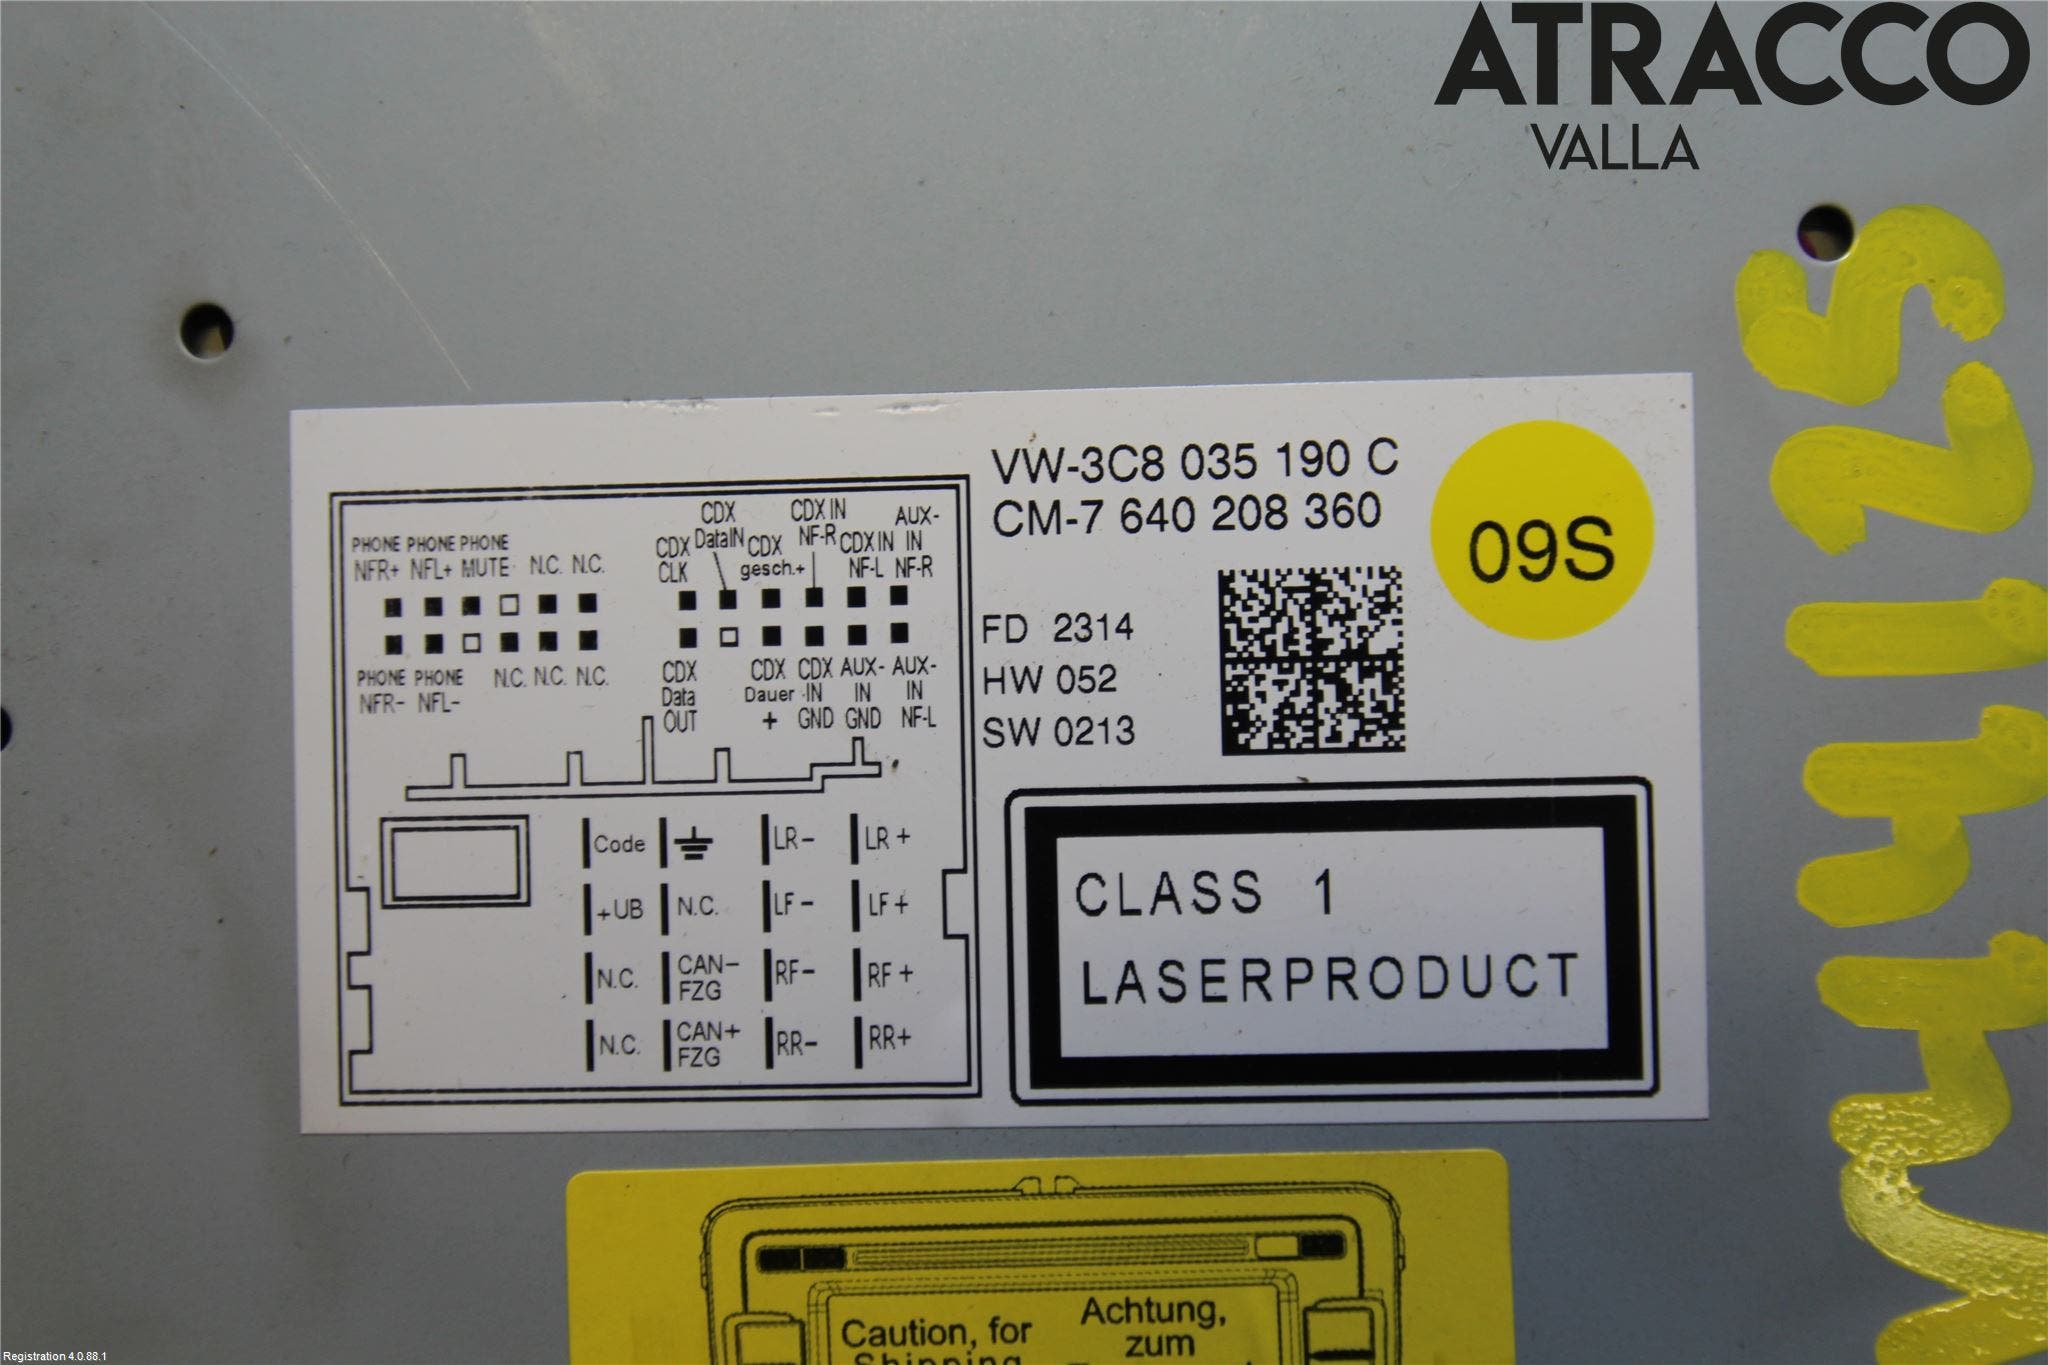 ATRACCO
VALLA
VW-3C8 035 190 C
CM-7 640 208 360
09S
FD 2314
HW 052
SW 0213
CLASS 1
LASERPRODUCT
PHONE PHONE PHONE
NFR+ NFL+ MUTE N.C. N.C.
CDX CDX IN AUX-
CDX DataIN CDX NF-R CDX IN IN
CLK gesch.+ NF-L NF-R
PHONE PHONE N.C. N.C. N.C.
NFR- NFL-
CDX CDX CDX AUX- AUX-
Data Dauer IN IN IN
OUT + GND GND NF-L
Code LR- LR+
+UB N.C. LF- LF+
N.C. CAN- FZG RF- RF+
N.C. CAN+ FZG RR- RR+
Caution, for
Shipping
Achtung,
zum
Registration 4.0.88.1